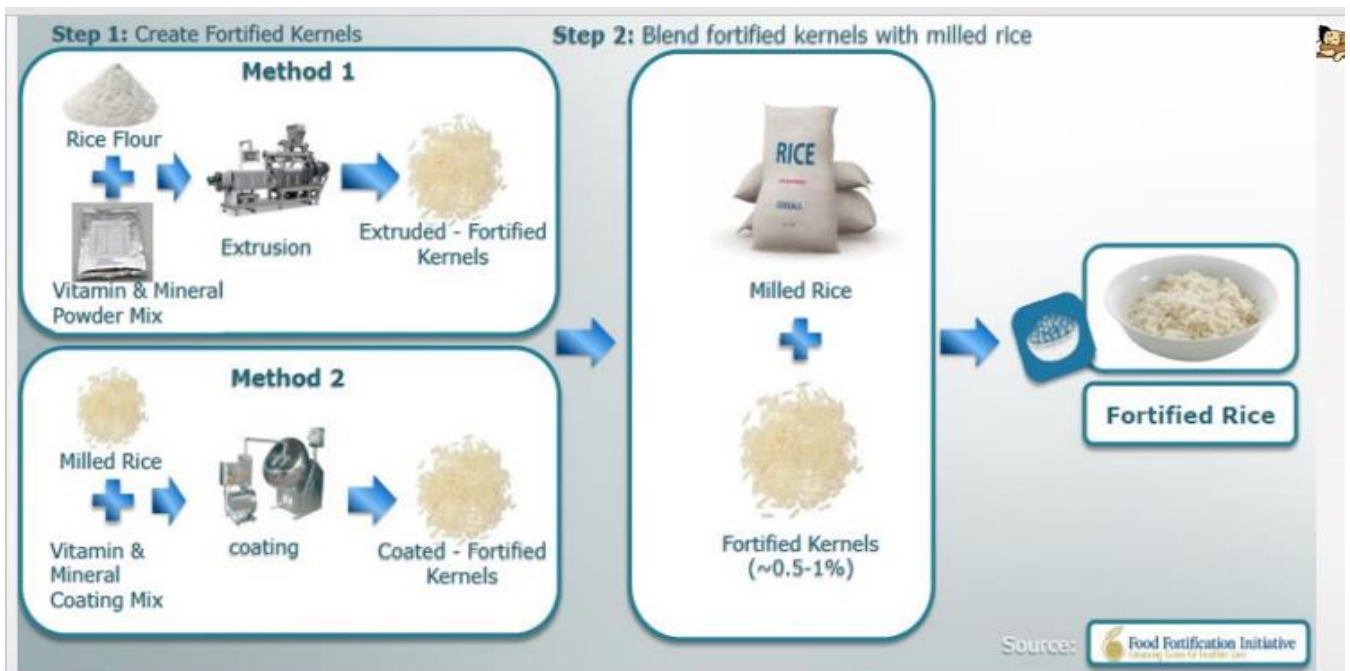 Step 1: Create Fortified Kernels
Method 1
Rice Flour
Extrusion
Extruded - Fortified
Kernels
Vitamin & Mineral
Powder Mix
Method 2
Milled Rice
coating
Coated - Fortified
Kernels
Vitamin &
Mineral
Coating Mix
Step 2: Blend fortified kernels with milled rice
RICE
CEREALS
Milled Rice
Fortified Kernels
(~0.5-1%)
Fortified Rice
Source:
Food Fortification Initiative